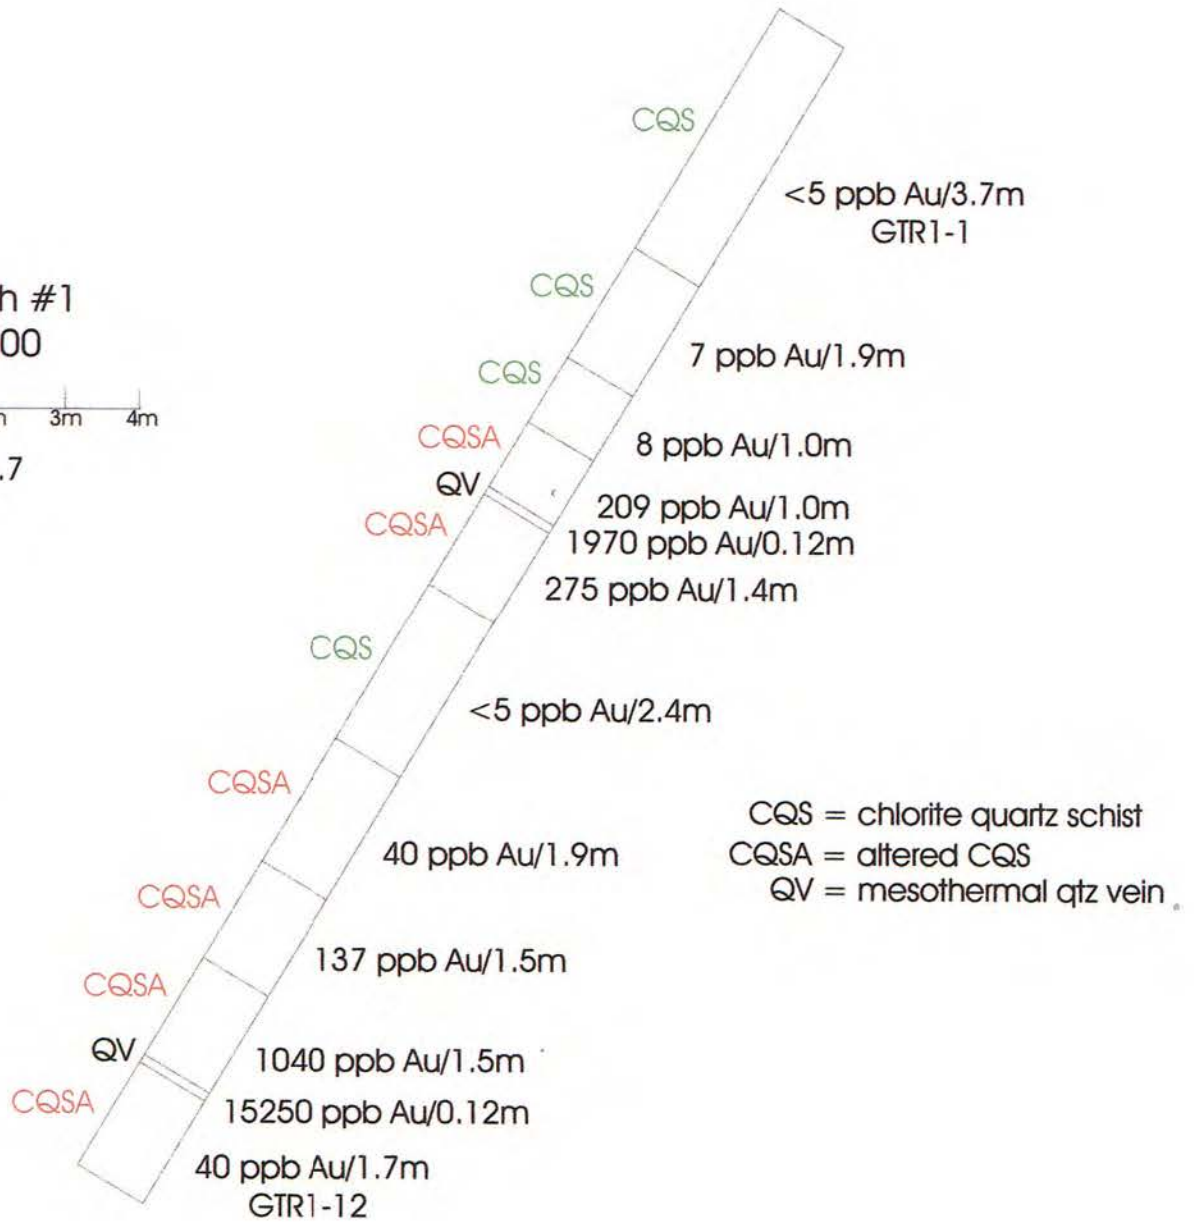 CQS
<5 ppb Au/3.7m
GTR1-1
CQS
h #1
00
7 ppb Au/1.9m
CQS
3m 4m
CQSA
8 ppb Au/1.0m
.7
QV
209 ppb Au/1.0m
CQSA
1970 ppb Au/0.12m
275 ppb Au/1.4m
CQS
<5 ppb Au/2.4m
CQSA
CQS = chlorite quartz schist
40 ppb Au/1.9m
CQSA = altered CQS
QV = mesothermal qtz vein
CQSA
137 ppb Au/1.5m
CQSA
QV
1040 ppb Au/1.5m
CQSA
15250 ppb Au/0.12m
40 ppb Au/1.7m
GTR1-12